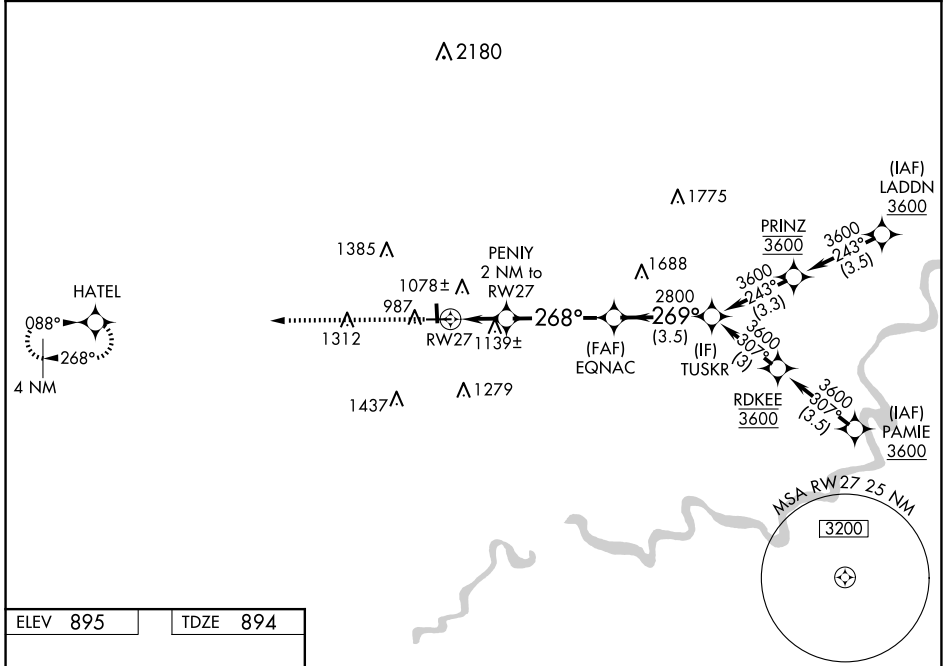 2180
(IAF)
LADDN
3600
1775
PRINZ
3600
3600
243°
(3.5)
1385
PENIY
2 NM to
RW27
1688
3600
243°
(3.3)
HATEL
1078±
987
2800
088°
268°
269°
1312
RW27
1139±
(3.5)
3600
307°
(3)
268°
(FAF)
EQNAC
(IF)
TUSKR
4 NM
1437
1279
RDKEE
3600
3600
307°
(3.5)
(IAF)
PAMIE
3600
MSA RW 27 25 NM
3200
ELEV 895
TDZE 894